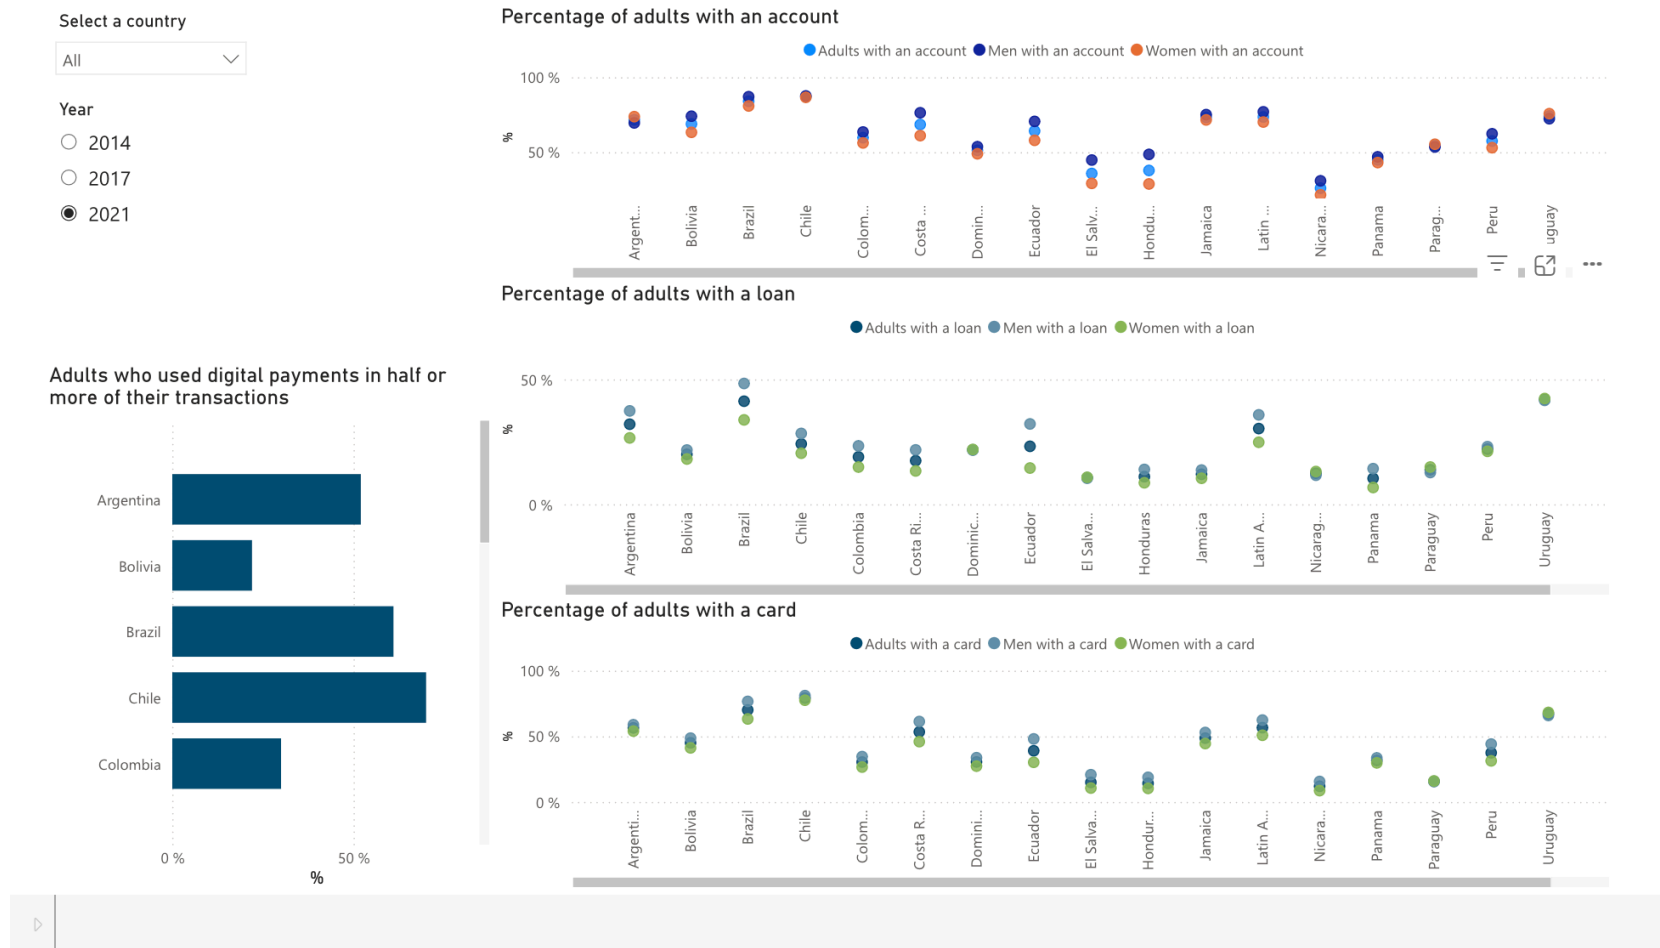 Select a country
All
Year
2014
2017
2021
Percentage of adults with an account
Adults with an account Men with an account Women with an account
100 %
50 %
%
Argent...
Bolivia
Brazil
Chile
Colom...
Costa ...
Domin...
Ecuador
El Salv...
Hondu...
Jamaica
Latin ...
Nicara...
Panama
Parag...
Peru
uguay
Percentage of adults with a loan
Adults with a loan Men with a loan Women with a loan
50 %
%
0 %
Argentina
Bolivia
Brazil
Chile
Colombia
Costa Ri...
Dominic...
Ecuador
El Salva...
Honduras
Jamaica
Latin A...
Nicarag...
Panama
Paraguay
Peru
Uruguay
Adults who used digital payments in half or
more of their transactions
Argentina
Bolivia
Brazil
Chile
Colombia
0 %
50 %
%
Percentage of adults with a card
Adults with a card Men with a card Women with a card
100 %
50 %
%
0 %
Argenti...
Bolivia
Brazil
Chile
Colom...
Costa R...
Domini...
Ecuador
El Salva...
Hondur...
Jamaica
Latin A...
Nicara...
Panama
Paraguay
Peru
Uruguay